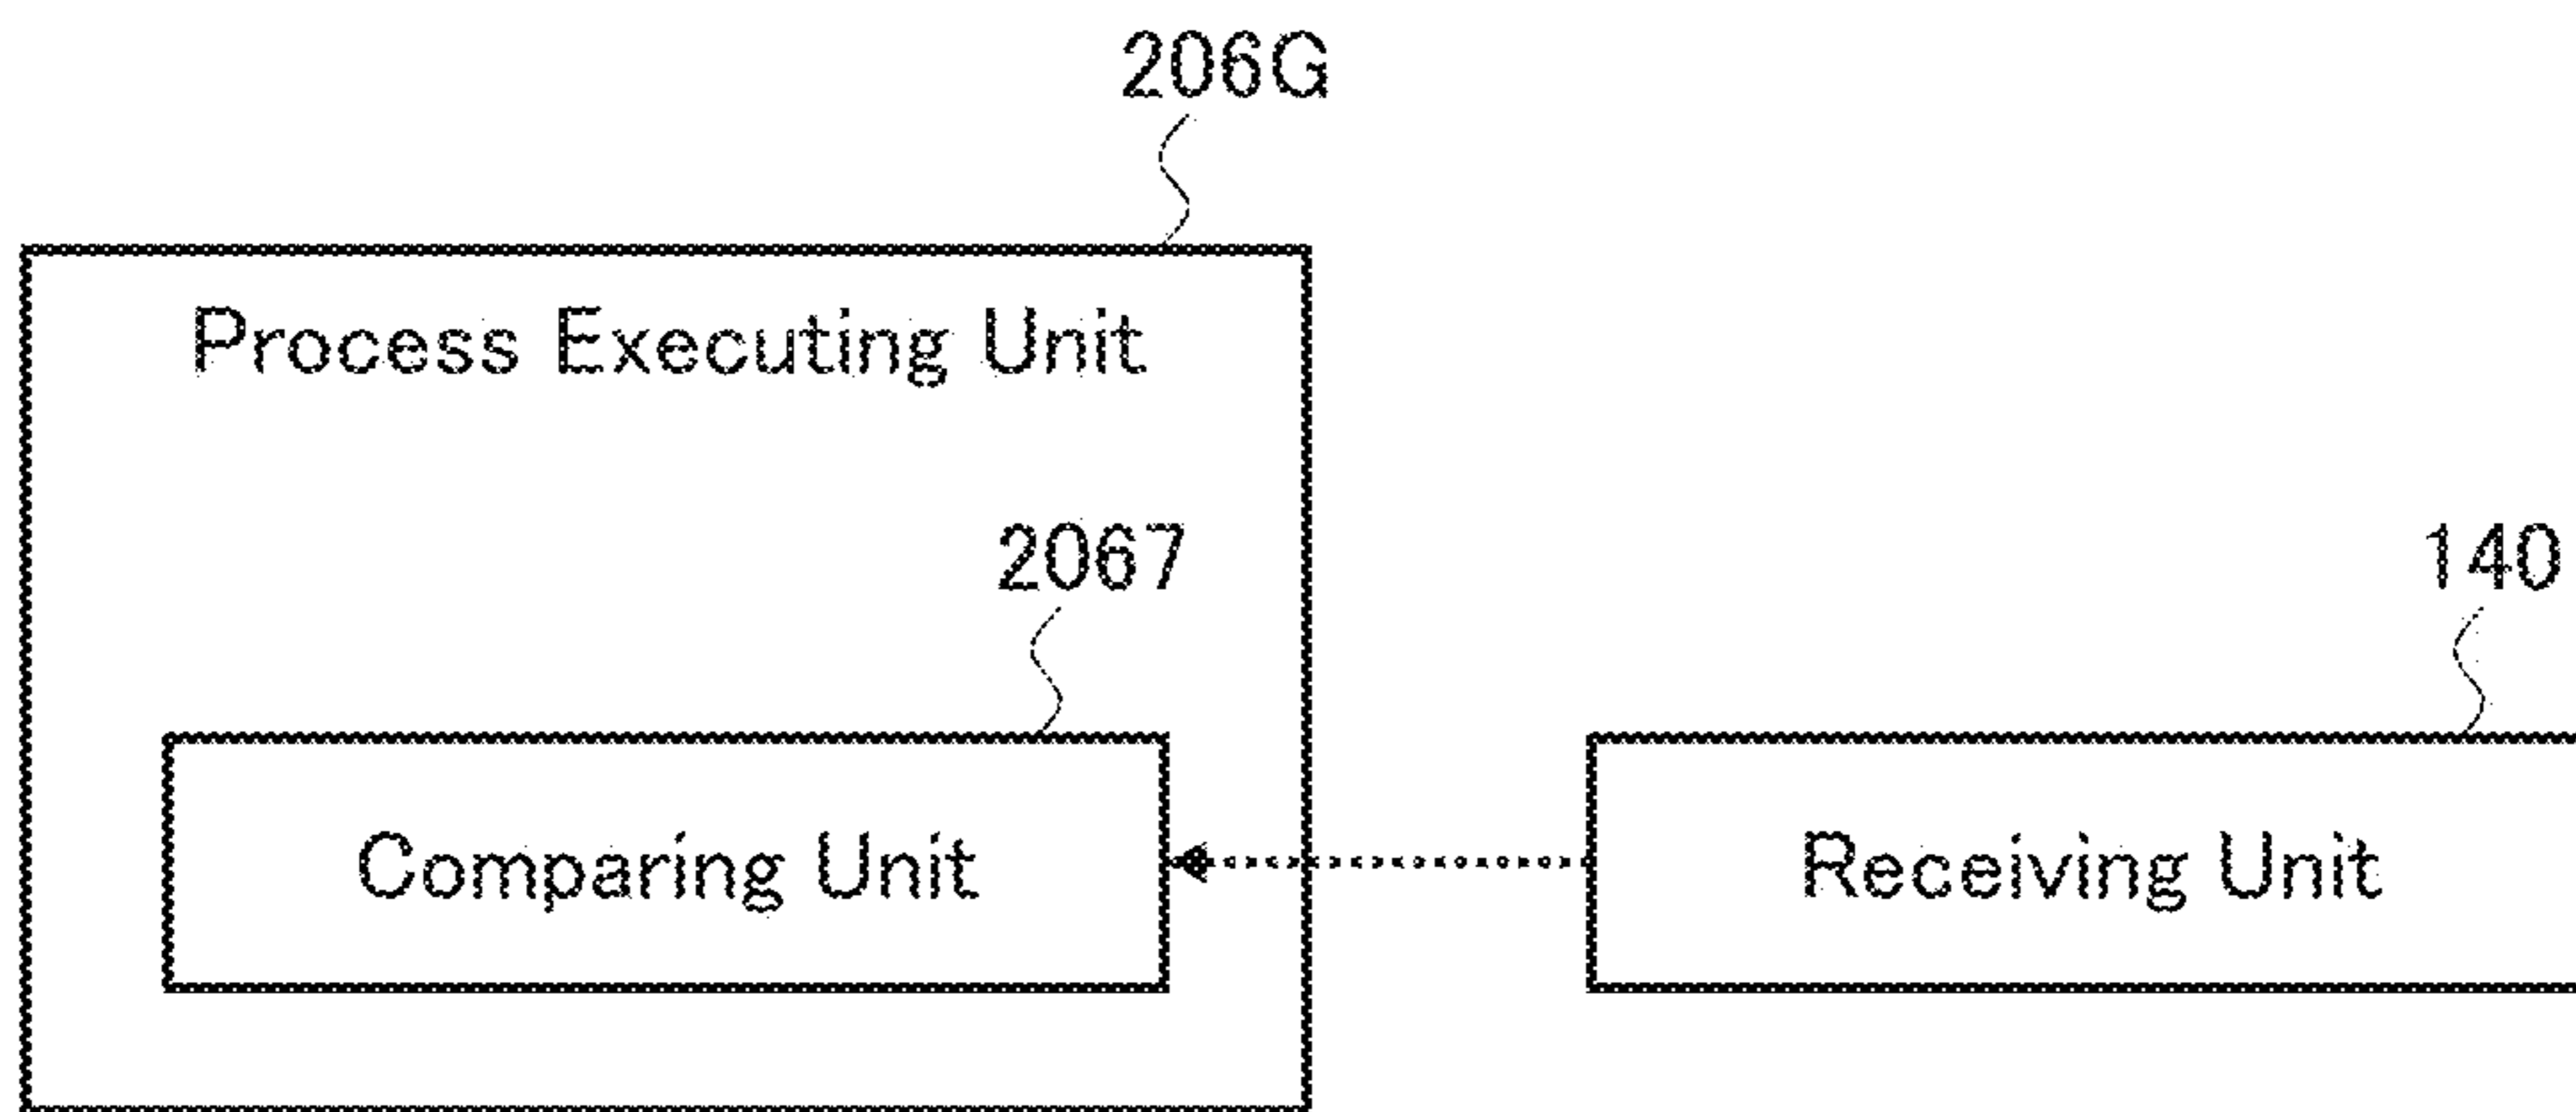 206G
Process Executing Unit
2067
140
Comparing Unit
Receiving Unit